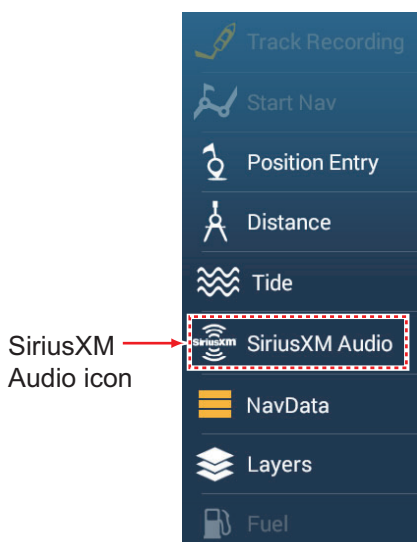 Track Recording
Start Nav
Position Entry
Distance
Tide
SiriusXM
Audio icon
SiriusXM
SiriusXM Audio
NavData
Layers
Fuel